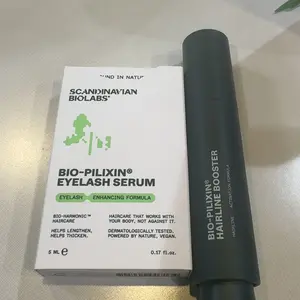 FOUND IN NATURE
SCANDINAVIAN
BIOLABS®
BIO-PILIXIN®
EYELASH SERUM
EYELASH
ENHANCING FORMULA
BIO-HARMONIC™
HAIRCARE
HAIRCARE THAT WORKS WITH
YOUR BODY, NOT AGAINST IT.
HELPS LENGTHEN,
HELPS THICKEN.
DERMATOLOGICALLY TESTED.
POWERED BY NATURE. VEGAN.
5 ML ℮
0.17 fl.oz.
BIO-PILIXIN®
HAIRLINE BOOSTER
ACTIVATION FORMULA